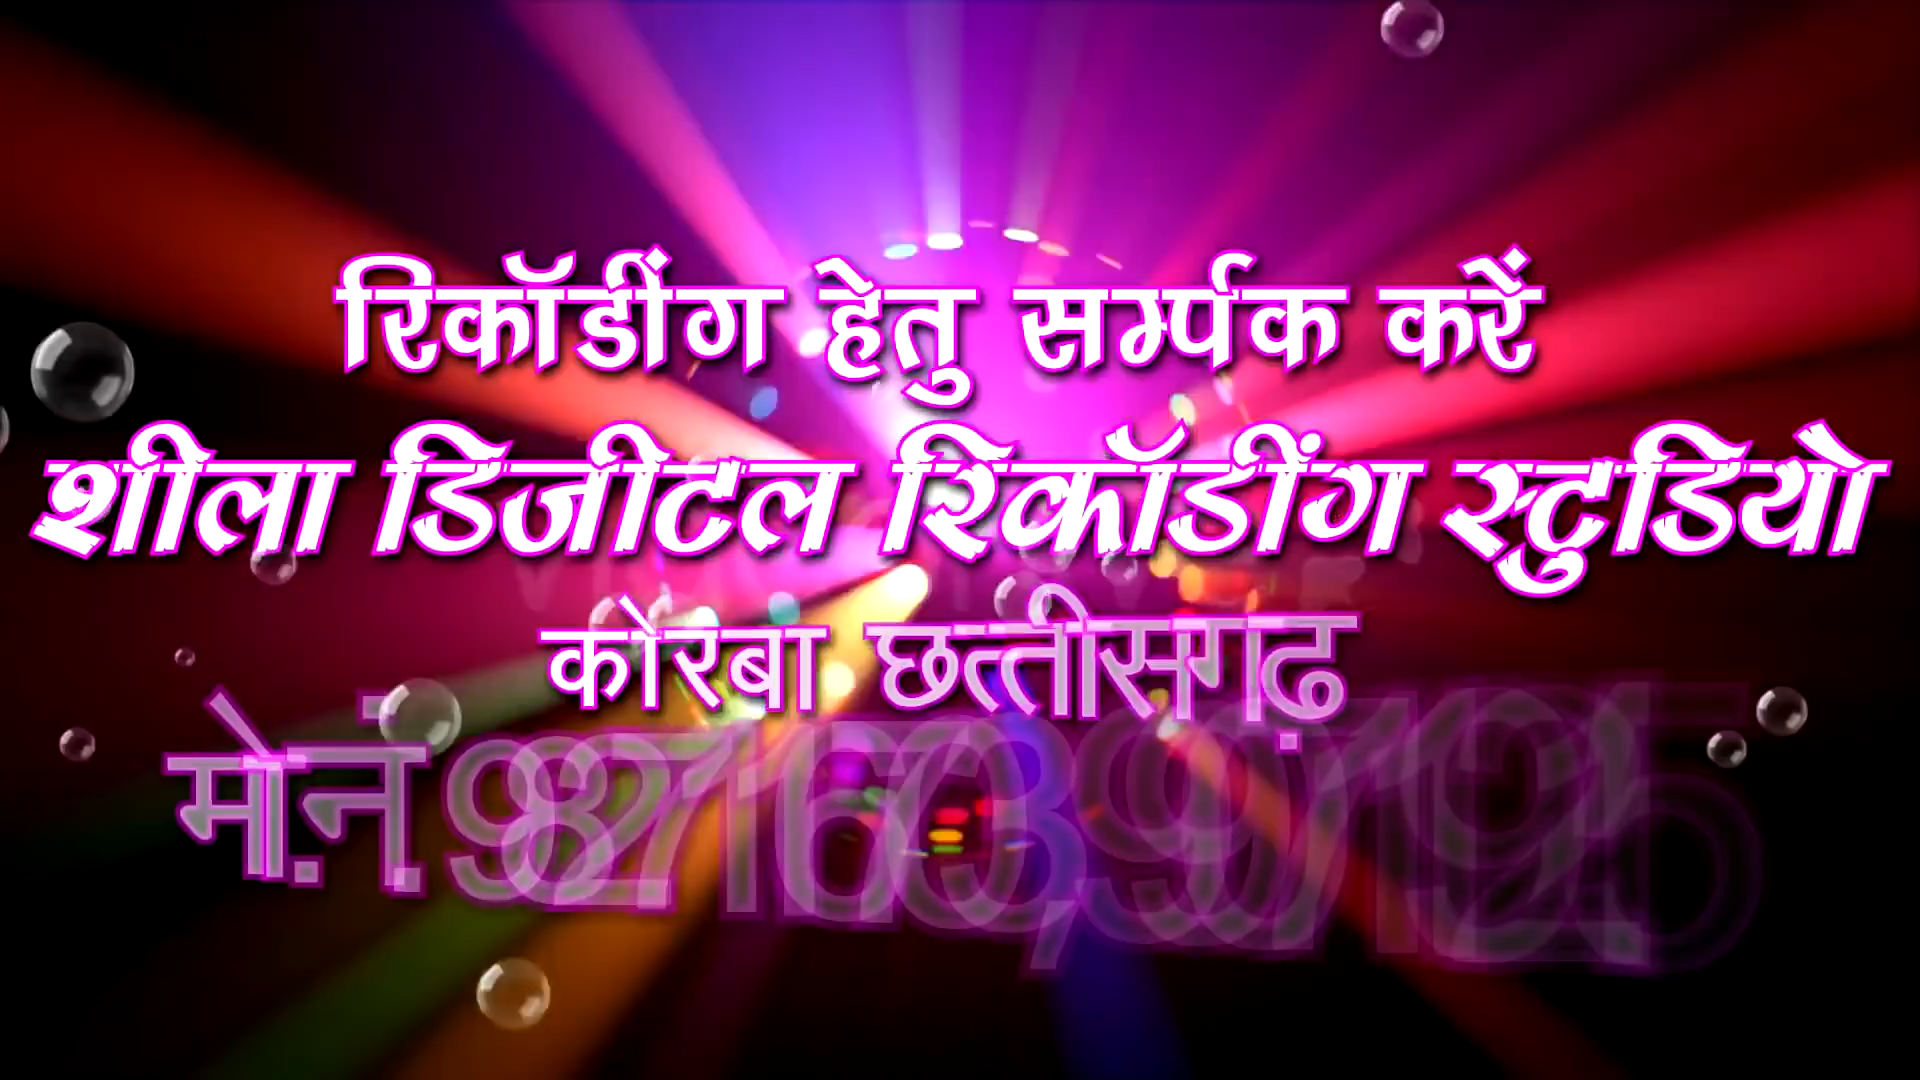 रिकॉर्डींग हेतु सर्म्पक करें
शीला डिजीटल रिकॉर्डींग स्टुडियो
कोरबा छत्तीसगढ़
मो.नं.